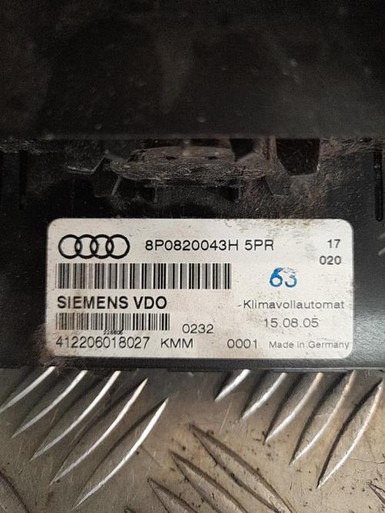 8P0820043H 5PR 17
020
63
SIEMENS VDO -Klimavollautomat
0232 15.08.05
412206018027 KMM 0001 Made in Germany